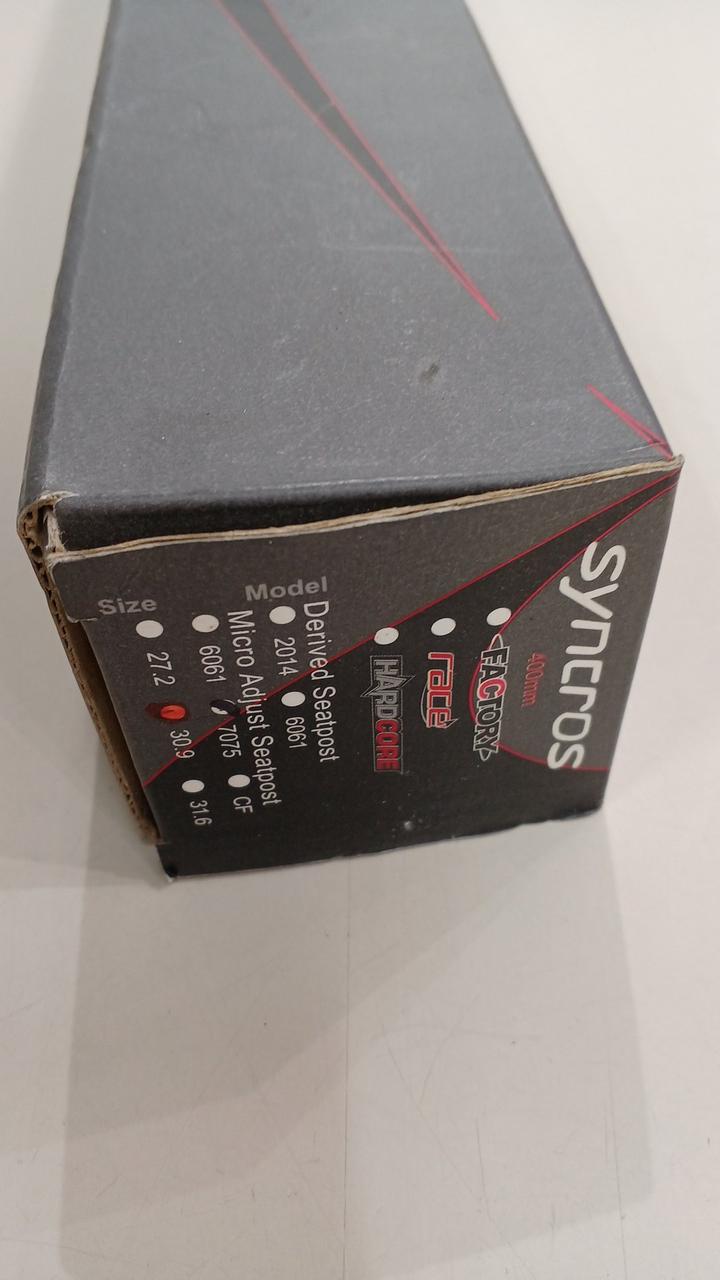 syncros
400mm
FACTORY
race
HARDCORE
Model
Derived Seatpost
2014 6061
Micro Adjust Seatpost
6061 7075 CF
Size
27.2 30.9 31.6